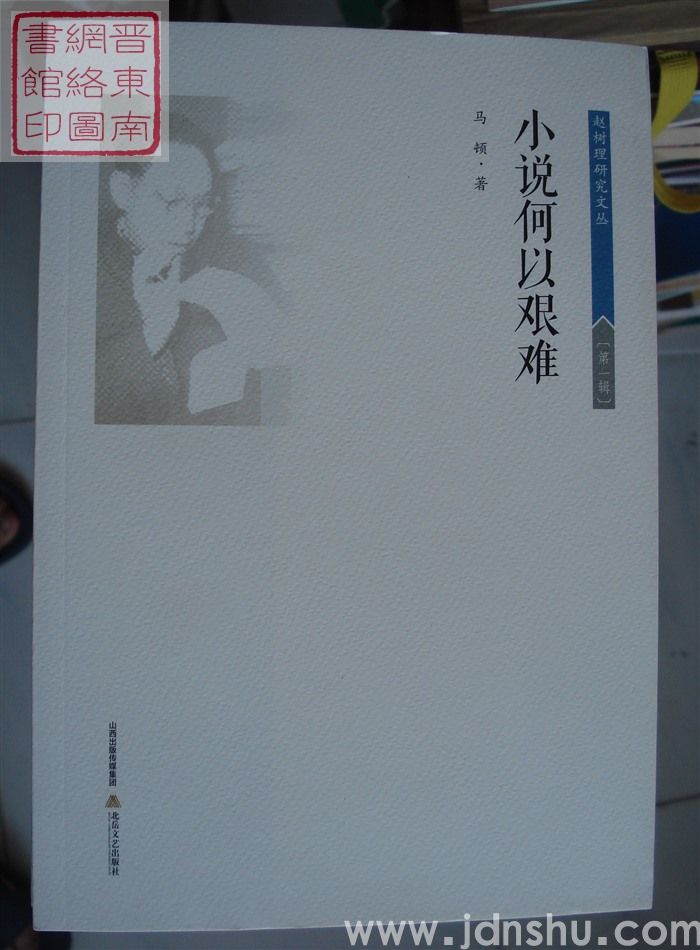 晋東南
網絡圖
書館印
赵树理研究文丛
〔第一辑〕
小说何以艰难
马顿·著
山西出版传媒集团
北岳文艺出版社
www.jdnshu.com